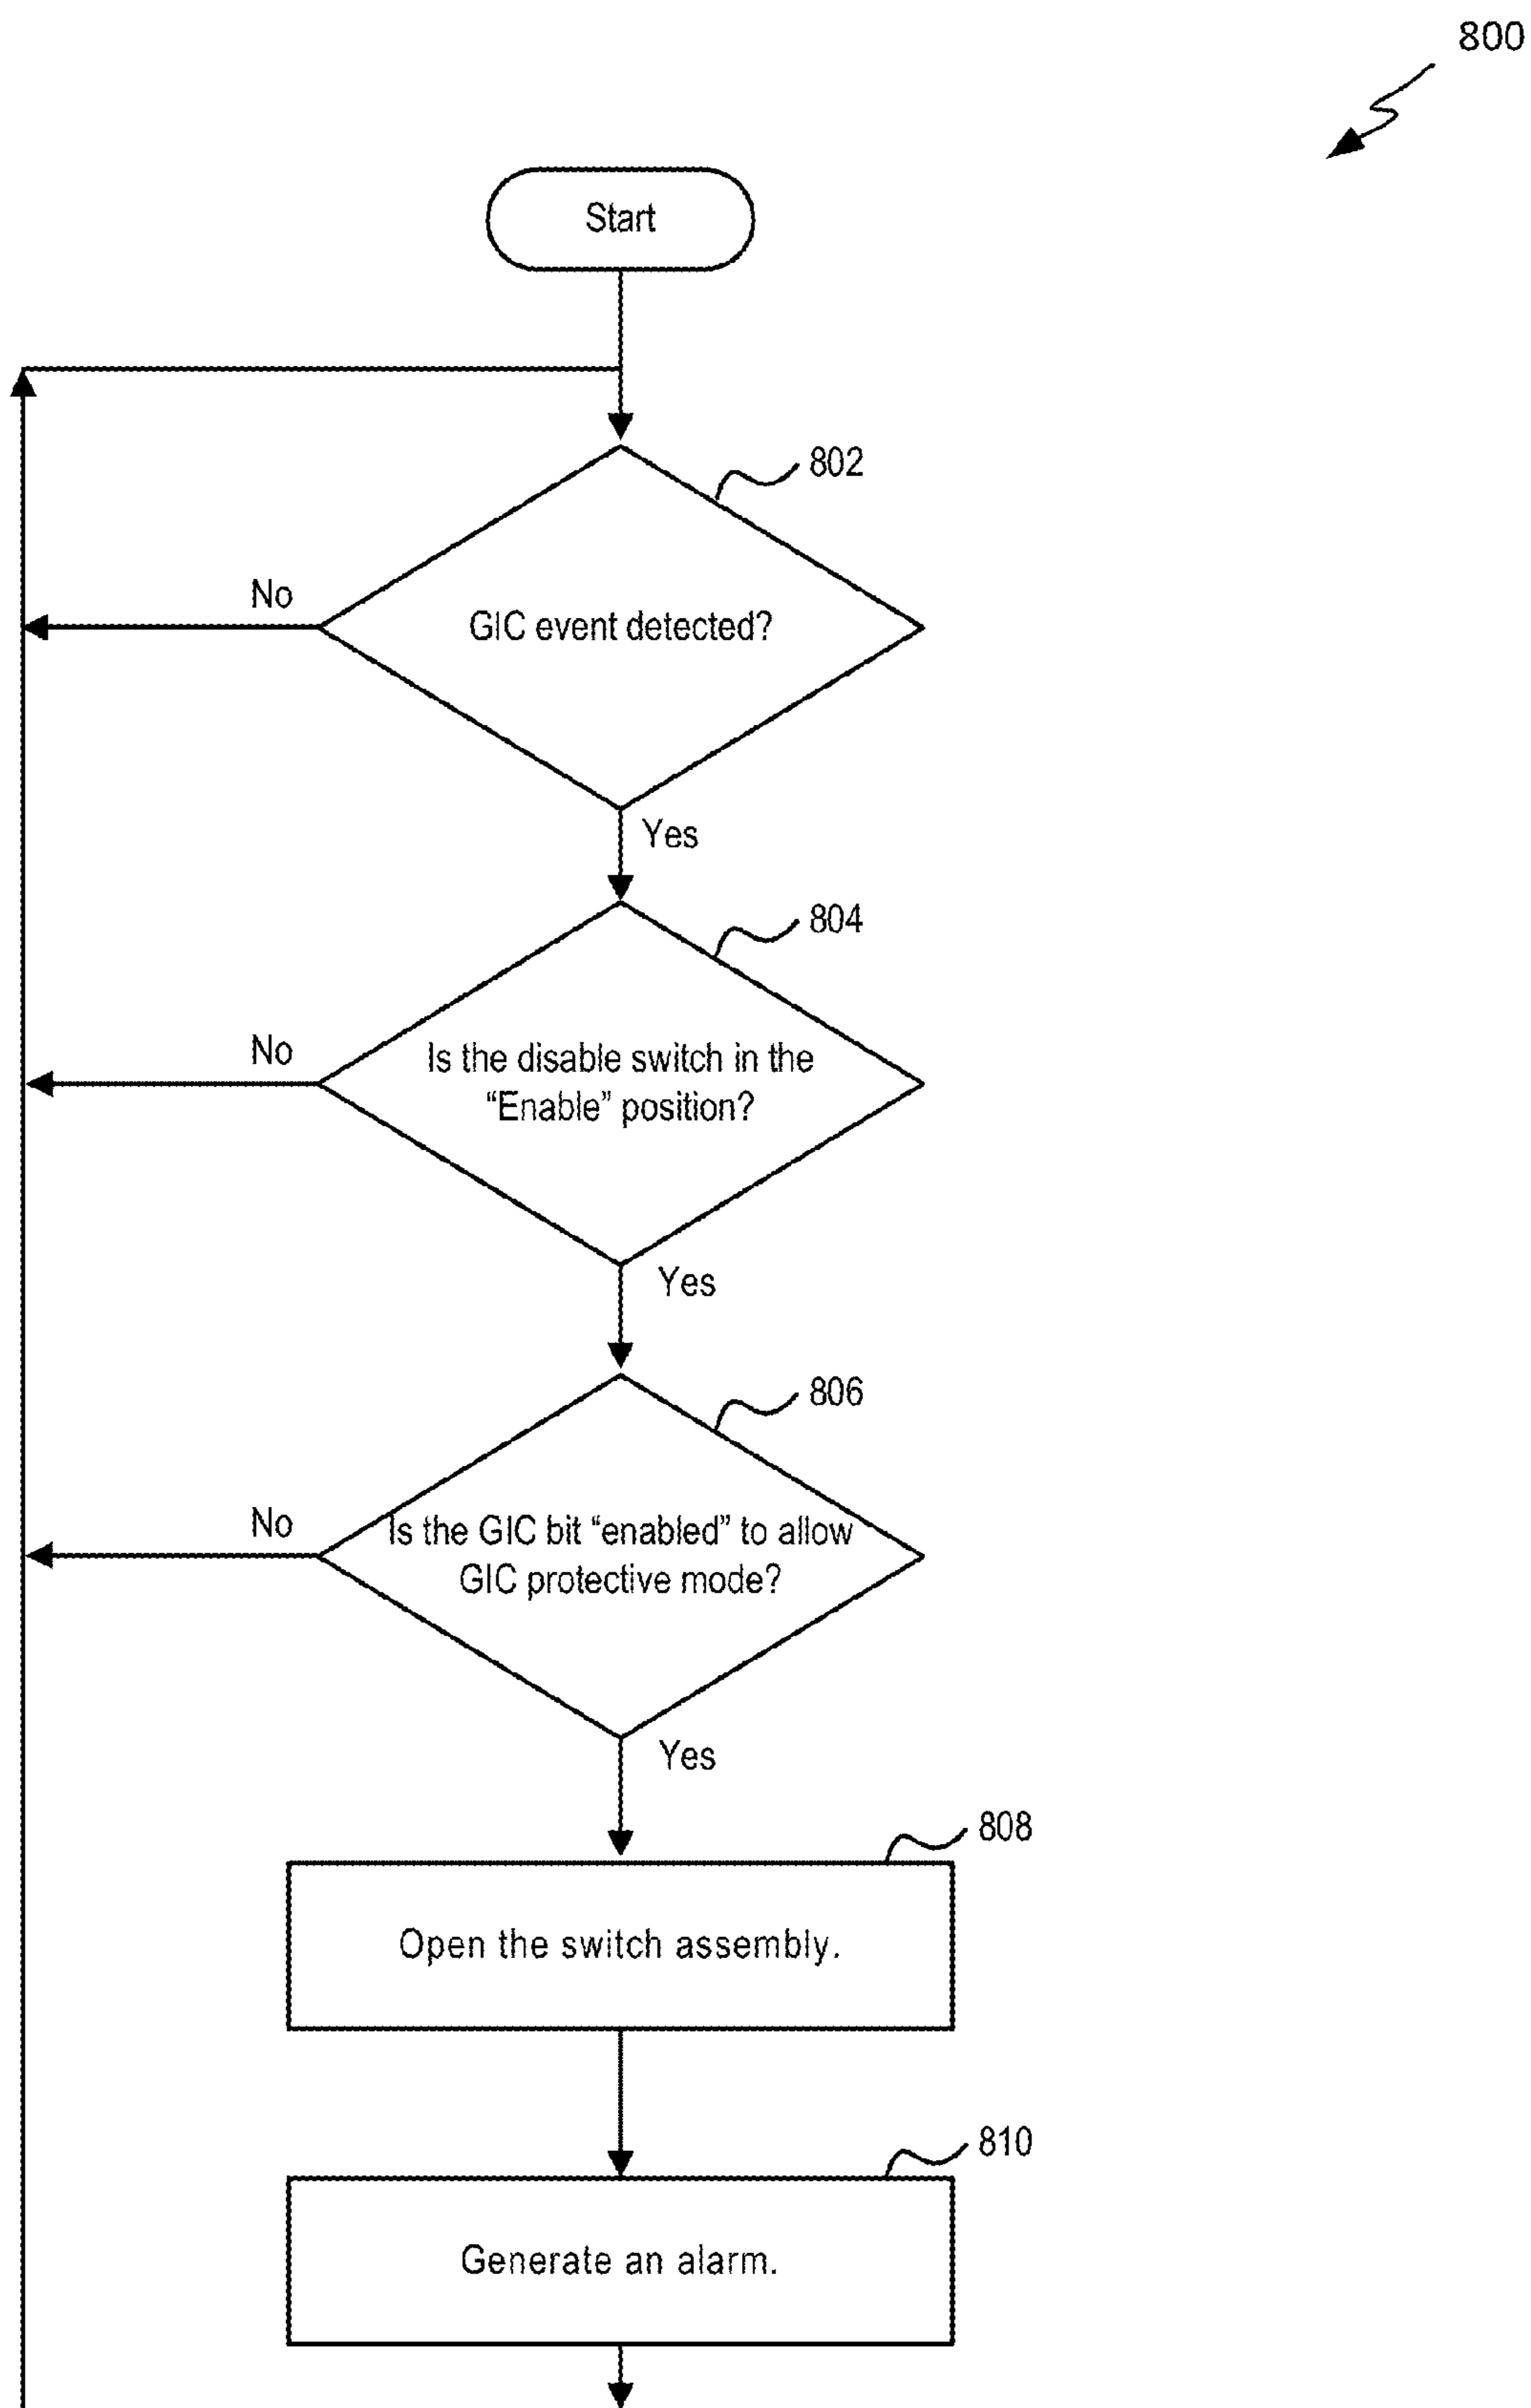 800
Start
802
No
GIC event detected?
Yes
804
No
Is the disable switch in the
“Enable” position?
Yes
806
No
Is the GIC bit “enabled” to allow
GIC protective mode?
Yes
808
Open the switch assembly.
810
Generate an alarm.